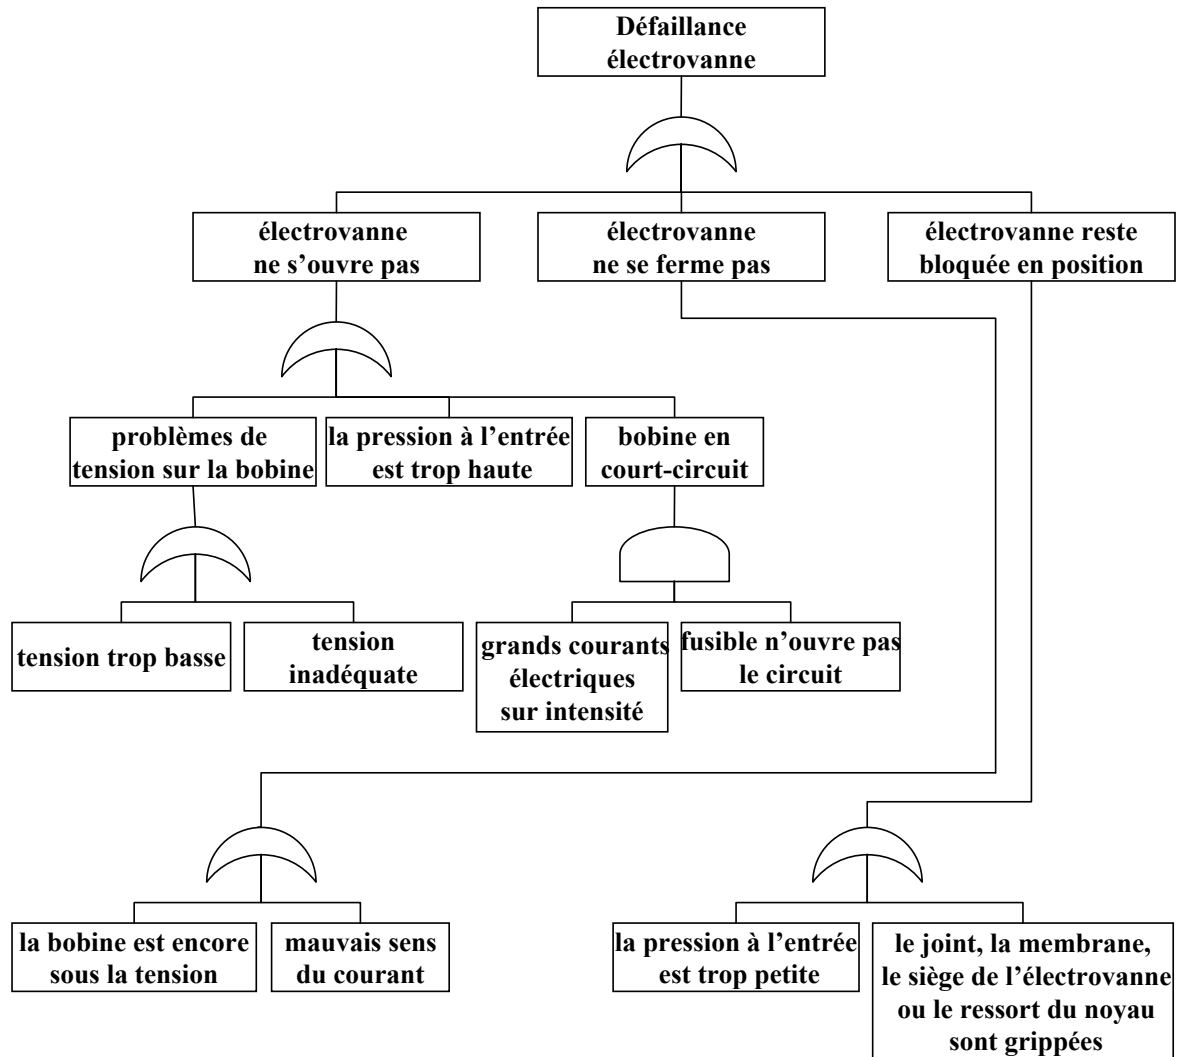 Défaillance
électrovanne
électrovanne
ne s’ouvre pas
électrovanne
ne se ferme pas
électrovanne reste
bloquée en position
problèmes de
tension sur la bobine
la pression à l’entrée
est trop haute
bobine en
court-circuit
tension trop basse
tension
inadéquate
grands courants
électriques
sur intensité
fusible n’ouvre pas
le circuit
la bobine est encore
sous la tension
mauvais sens
du courant
la pression à l’entrée
est trop petite
le joint, la membrane,
le siège de l’électrovanne
ou le ressort du noyau
sont grippées